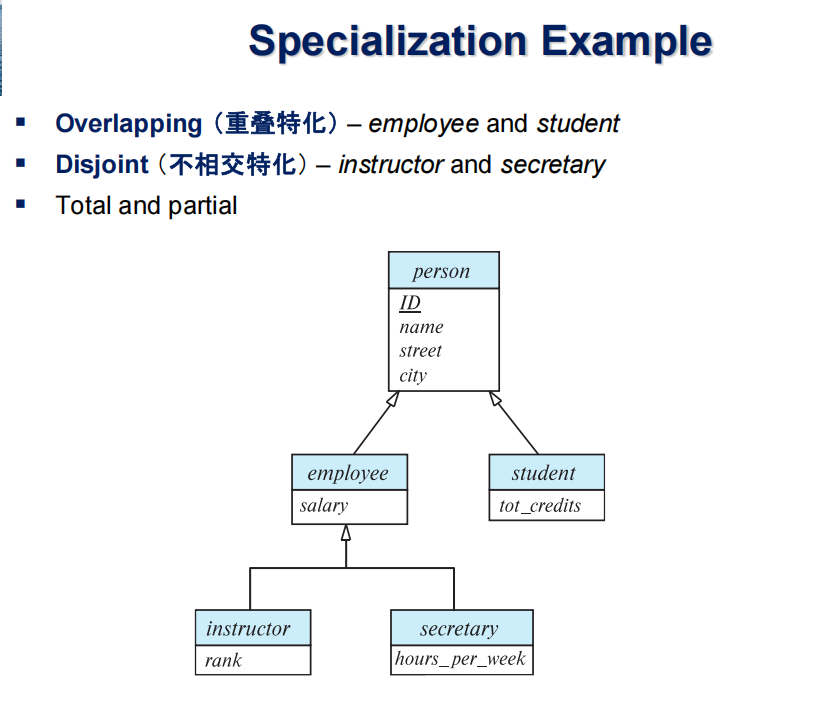 Specialization Example
▪ Overlapping（重叠特化）– employee and student
▪ Disjoint（不相交特化）– instructor and secretary
▪ Total and partial
person
ID
name
street
city
employee
student
salary
tot_credits
instructor
secretary
rank
hours_per_week